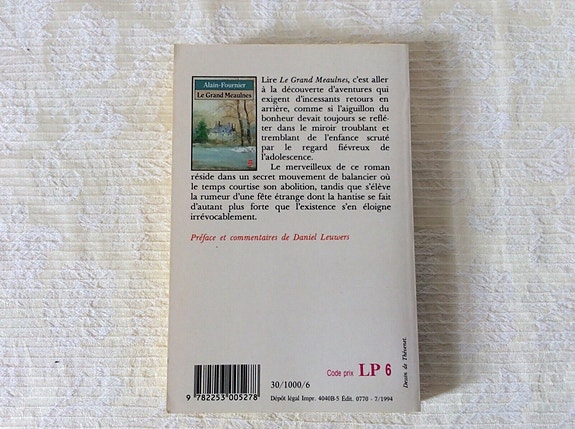 Alain-Fournier
Le Grand Meaulnes
Lire Le Grand Meaulnes, c'est aller
à la découverte d'aventures qui
exigent d'incessants retours en
arrière, comme si l'aiguillon du
bonheur devait toujours se reflé-
ter dans le miroir troublant et
tremblant de l'enfance scruté
par le regard fiévreux de
l'adolescence.
Le merveilleux de ce roman
réside dans un secret mouvement de balancier où
le temps courtise son abolition, tandis que s'élève
la rumeur d'une fête étrange dont la hantise se fait
d'autant plus forte que l'existence s'en éloigne
irrévocablement.
Préface et commentaires de Daniel Leuwers
9 782253 005278
30/1000/6
Code prix LP 6
Dépôt légal Impr. 4040B-5 Édit. 0770 - 7/1994
Dessin de Thévenet.